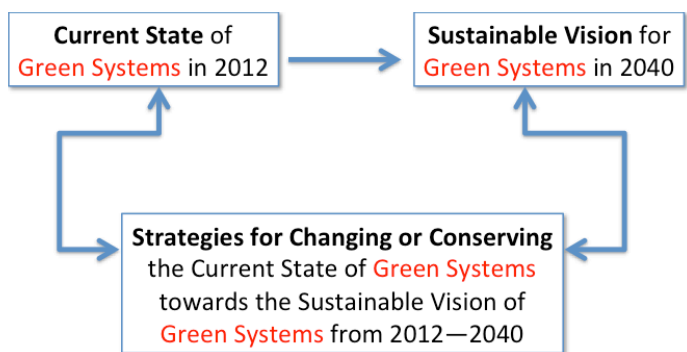 Current State of
Green Systems in 2012
Sustainable Vision for
Green Systems in 2040
Strategies for Changing or Conserving
the Current State of Green Systems
towards the Sustainable Vision of
Green Systems from 2012—2040